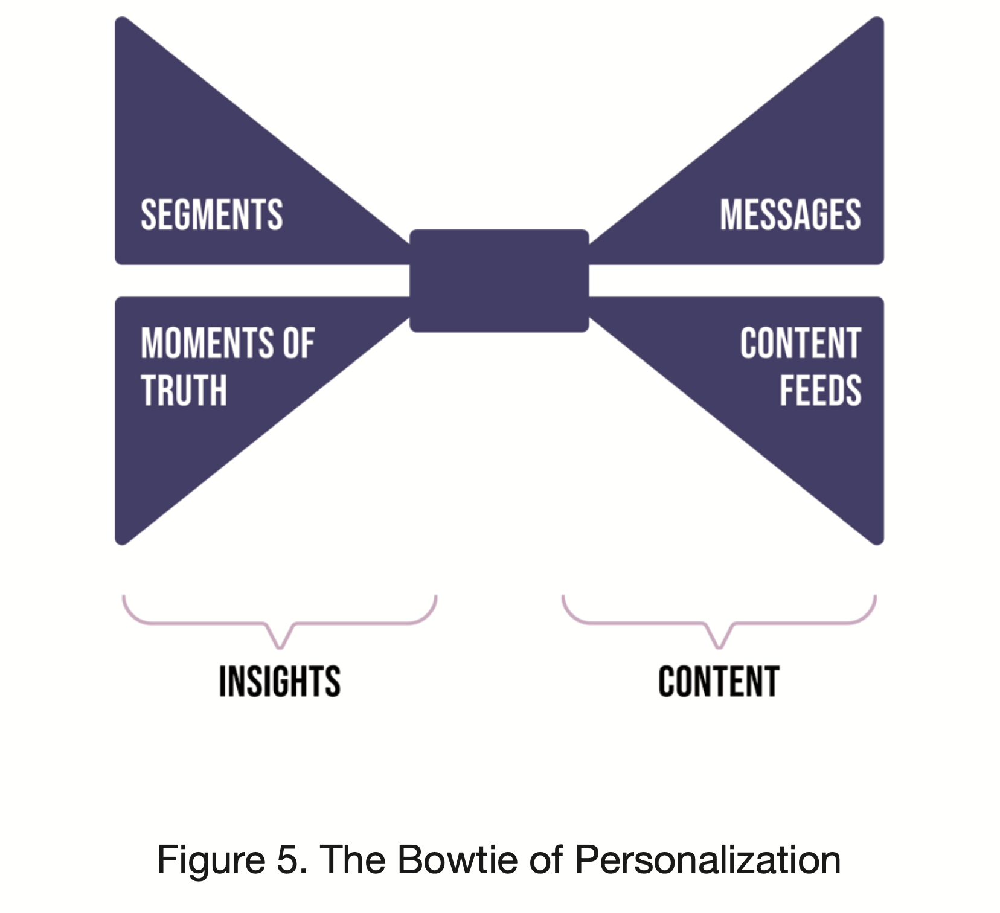 SEGMENTS
MESSAGES
MOMENTS OF
TRUTH
CONTENT
FEEDS
INSIGHTS
CONTENT
Figure 5. The Bowtie of Personalization